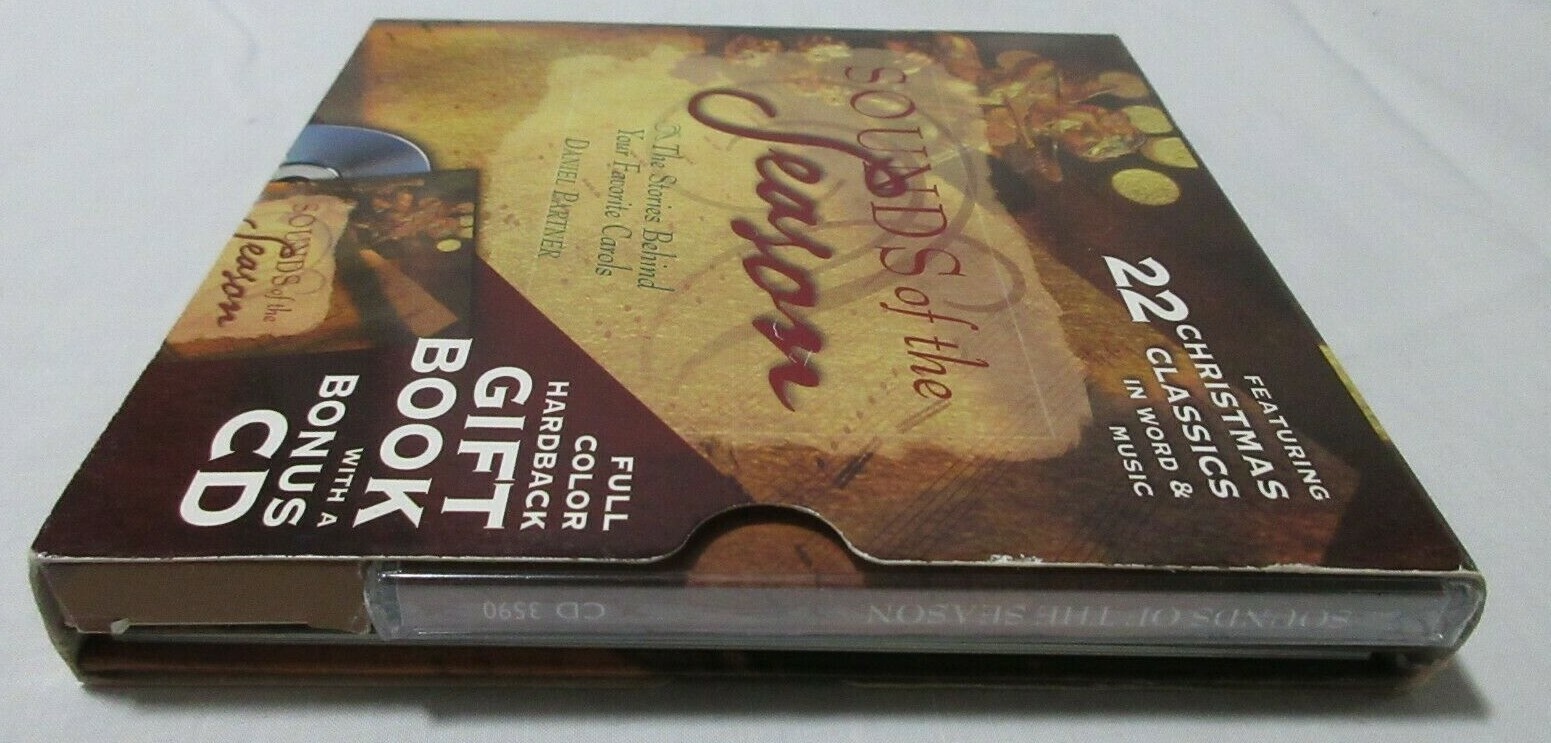 FEATURING
22 CHRISTMAS
CLASSICS
IN WORD &
MUSIC
SOUNDS of the
Season
The Stories Behind
Your Favorite Carols
DANIEL PARTNER
FULL
COLOR
HARDBACK
GIFT
BOOK
WITH A
BONUS
CD
SOUNDS of the
Season
SOUNDS OF THE SEASON
CD 3590